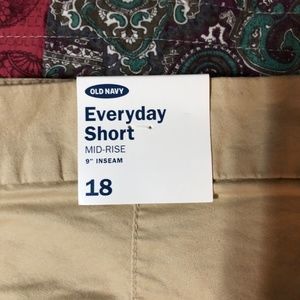 OLD NAVY
Everyday
Short
MID-RISE
9" INSEAM
18